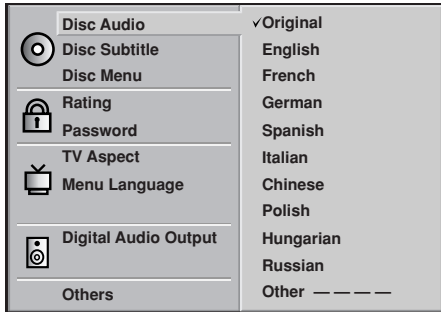 Disc Audio
Disc Subtitle
Disc Menu
Rating
Password
TV Aspect
Menu Language
Digital Audio Output
Others
✓Original
English
French
German
Spanish
Italian
Chinese
Polish
Hungarian
Russian
Other — — — —